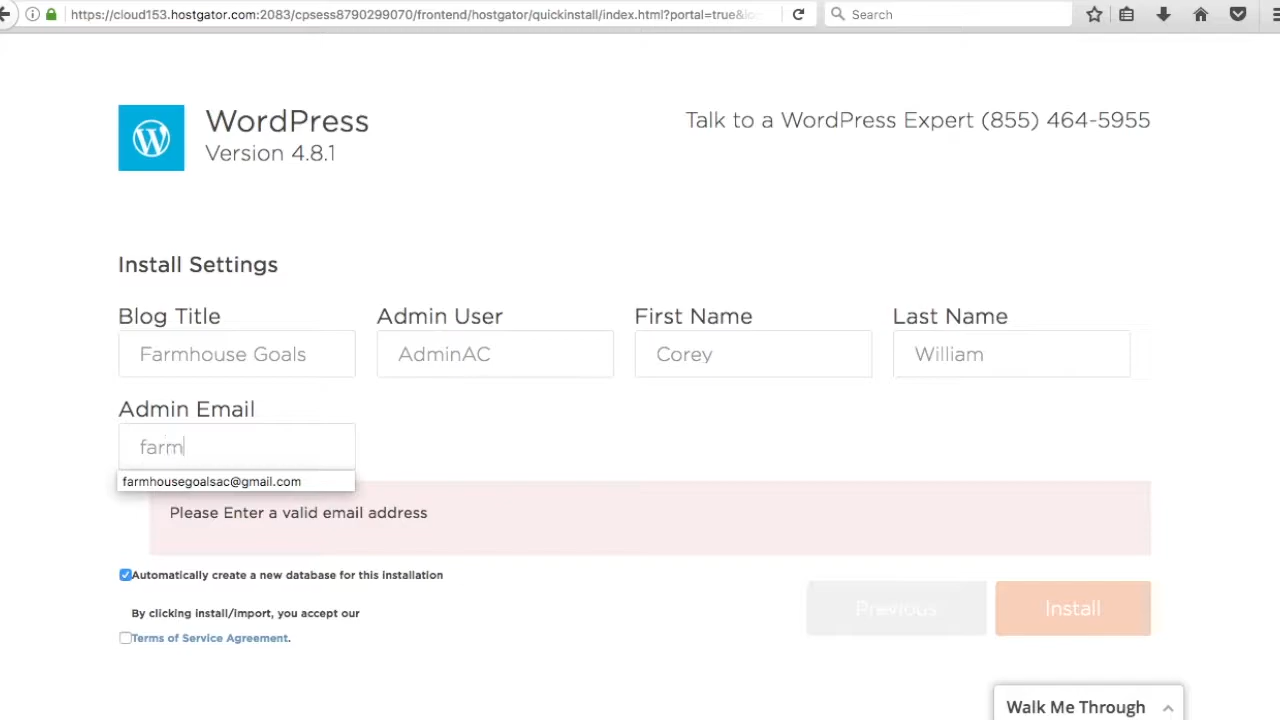 https://cloud153.hostgator.com:2083/cpsess8790299070/frontend/hostgator/quickinstall/index.html?portal=true&
Search
WordPress
Version 4.8.1
Talk to a WordPress Expert (855) 464-5955
Install Settings
Blog Title Admin User First Name Last Name
Farmhouse Goals AdminAC Corey William
Admin Email
farm
farmhousegoalsac@gmail.com
Please Enter a valid email address
Automatically create a new database for this installation
By clicking install/import, you accept our
Terms of Service Agreement.
Previous Install
Walk Me Through